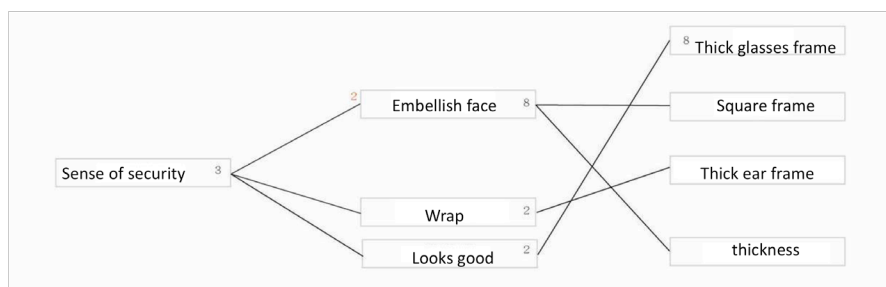 Sense of security 3
2
Embellish face 8
Wrap 2
Looks good 2
8 Thick glasses frame
Square frame
Thick ear frame
thickness